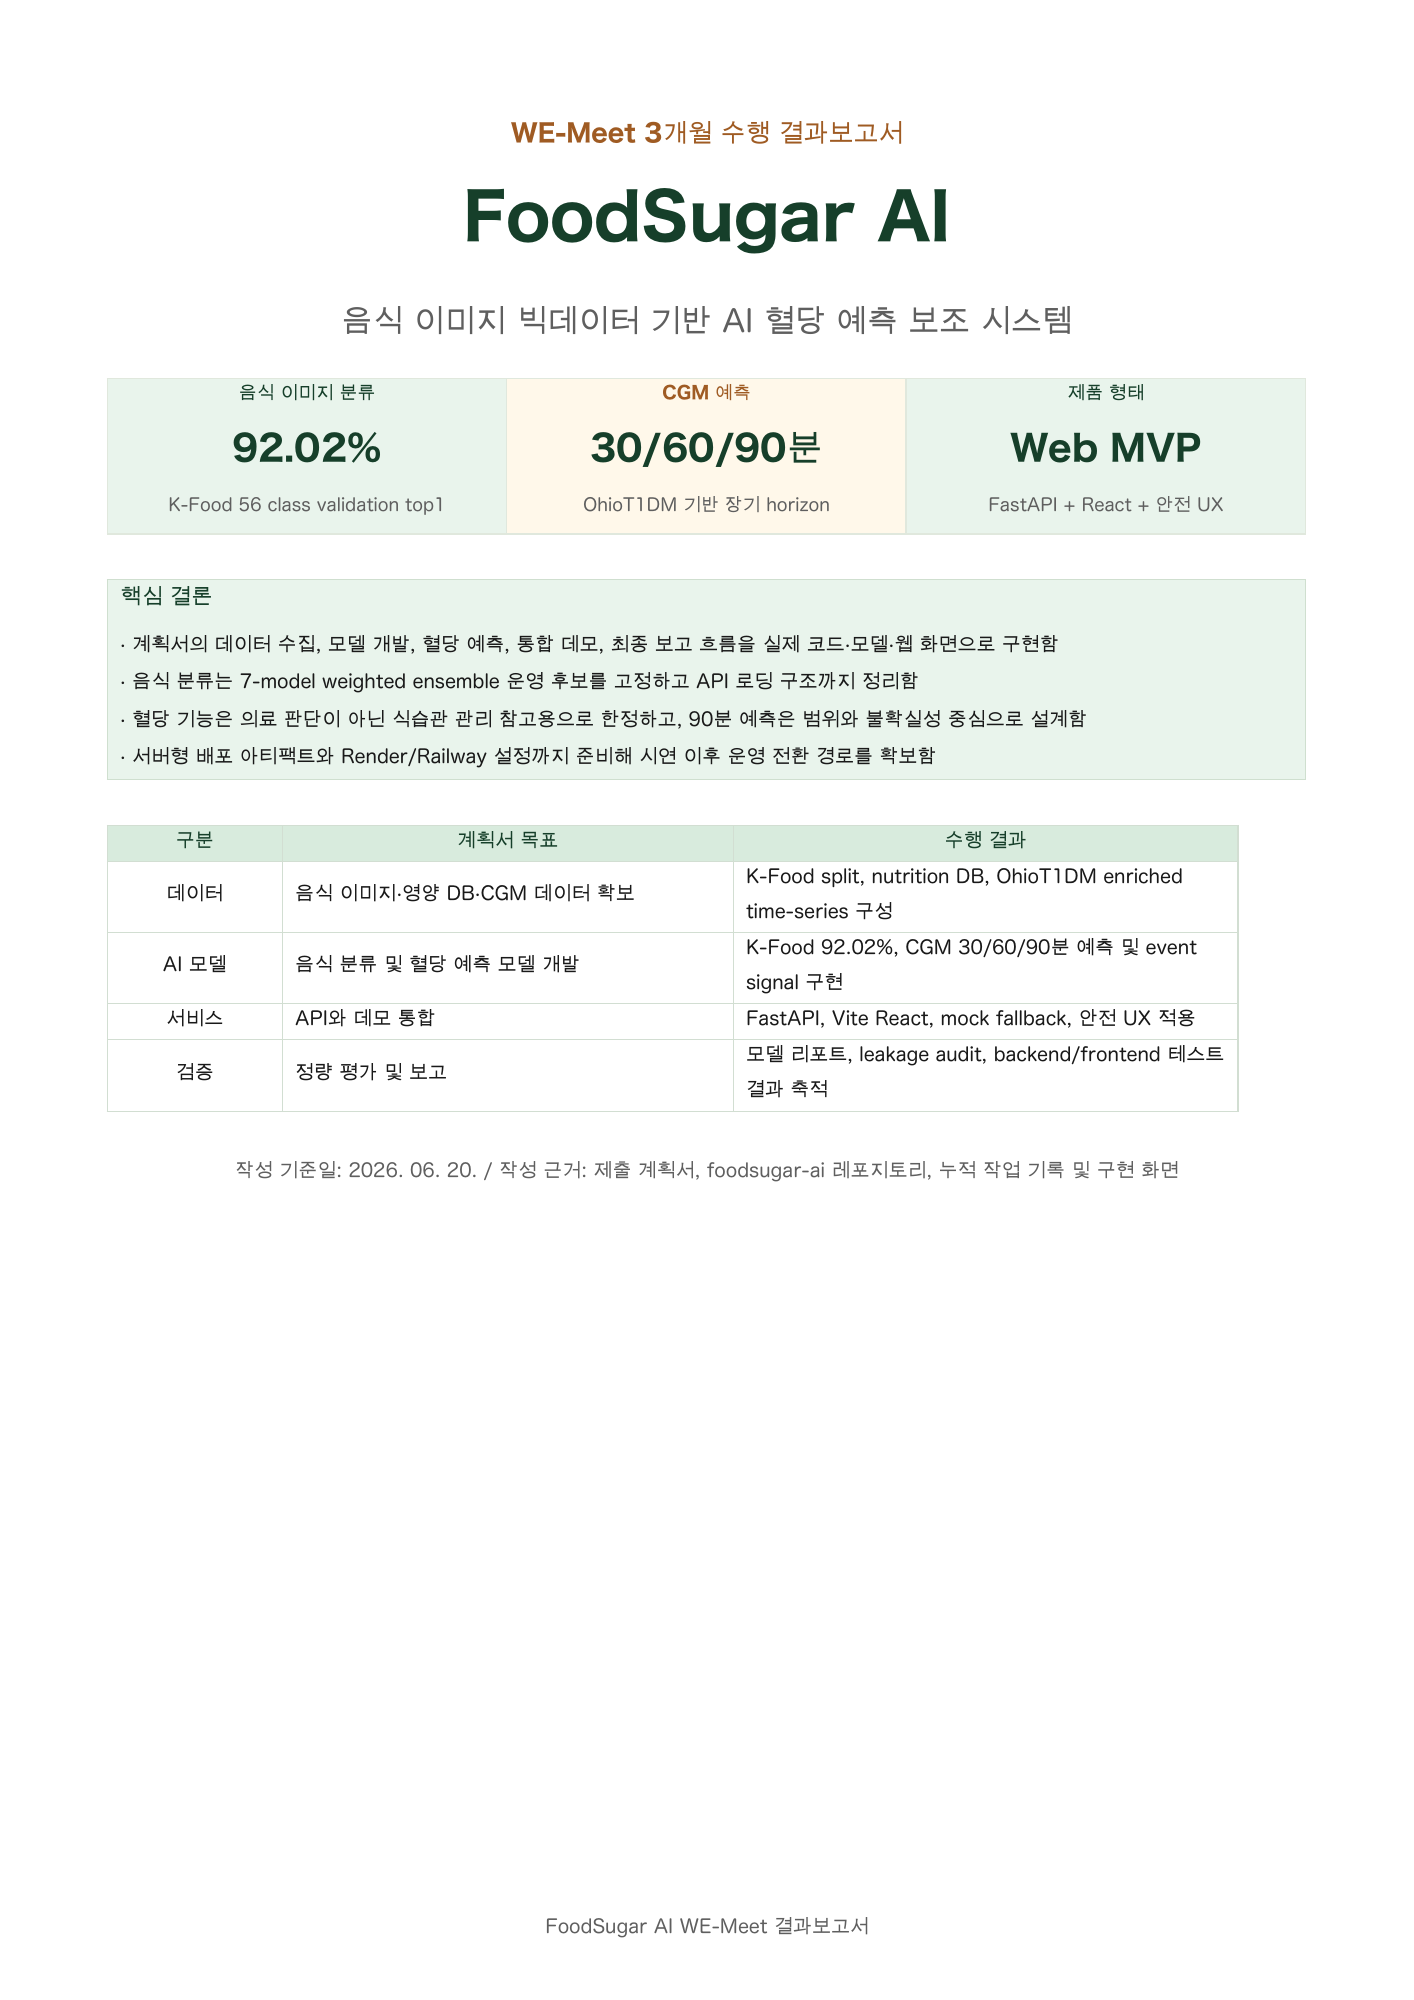 WE-Meet 3개월 수행 결과보고서
FoodSugar AI
음식 이미지 빅데이터 기반 AI 혈당 예측 보조 시스템
음식 이미지 분류
92.02%
K-Food 56 class validation top1
CGM 예측
30/60/90분
OhioT1DM 기반 장기 horizon
제품 형태
Web MVP
FastAPI + React + 안전 UX
핵심 결론
· 계획서의 데이터 수집, 모델 개발, 혈당 예측, 통합 데모, 최종 보고 흐름을 실제 코드·모델·웹 화면으로 구현함
· 음식 분류는 7-model weighted ensemble 운영 후보를 고정하고 API 로딩 구조까지 정리함
· 혈당 기능은 의료 판단이 아닌 식습관 관리 참고용으로 한정하고, 90분 예측은 범위와 불확실성 중심으로 설계함
· 서버형 배포 아티팩트와 Render/Railway 설정까지 준비해 시연 이후 운영 전환 경로를 확보함
구분 계획서 목표 수행 결과
데이터 음식 이미지·영양 DB·CGM 데이터 확보 K-Food split, nutrition DB, OhioT1DM enriched
time-series 구성
AI 모델 음식 분류 및 혈당 예측 모델 개발 K-Food 92.02%, CGM 30/60/90분 예측 및 event
signal 구현
서비스 API와 데모 통합 FastAPI, Vite React, mock fallback, 안전 UX 적용
검증 정량 평가 및 보고 모델 리포트, leakage audit, backend/frontend 테스트
결과 축적
작성 기준일: 2026. 06. 20. / 작성 근거: 제출 계획서, foodsugar-ai 레포지토리, 누적 작업 기록 및 구현 화면
FoodSugar AI WE-Meet 결과보고서